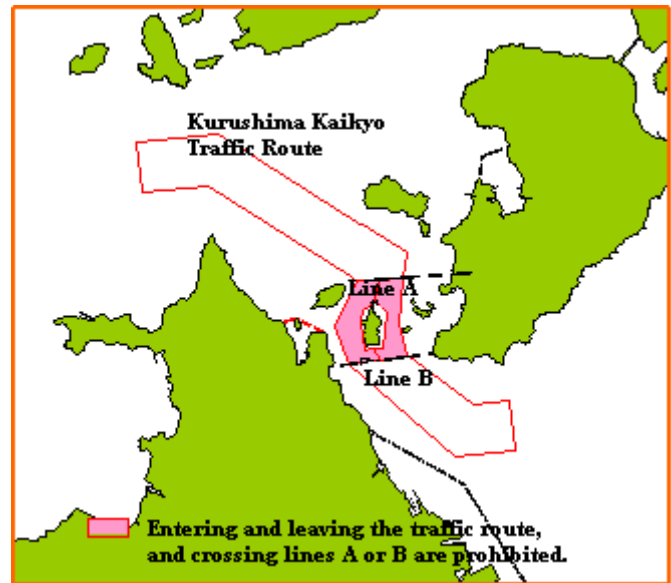 Kurushima Kaikyo
Traffic Route
Line A
Line B
Entering and leaving the traffic route,
and crossing lines A or B are prohibited.